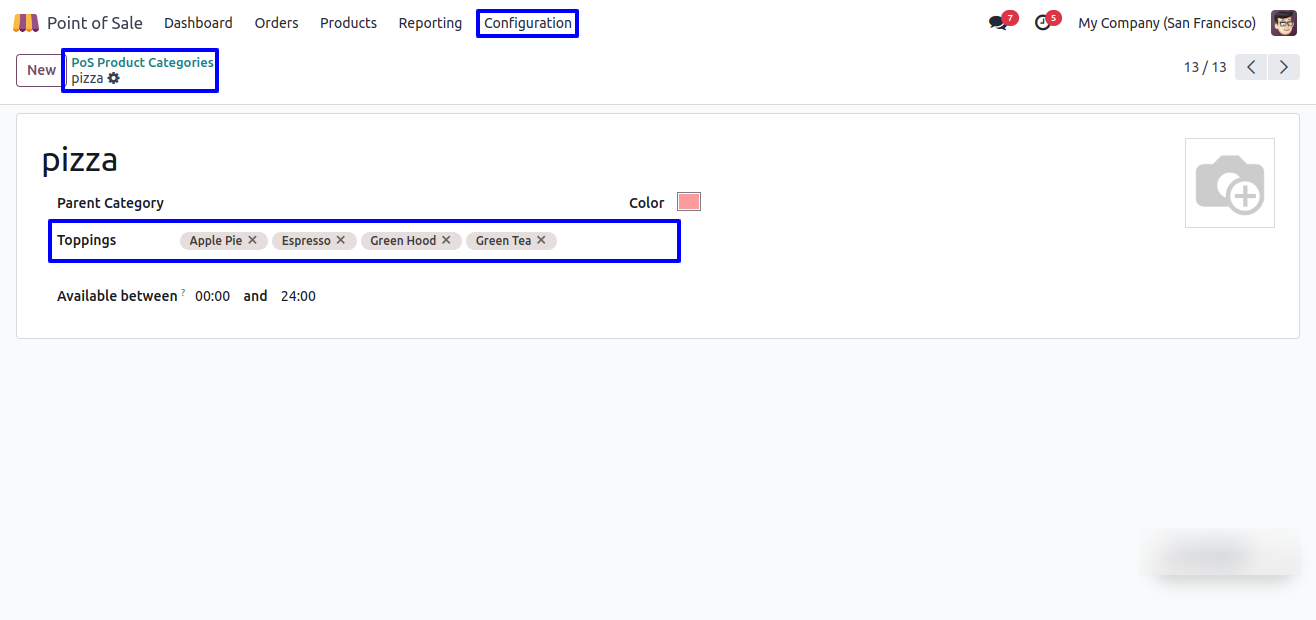 Point of Sale Dashboard Orders Products Reporting Configuration 7 5 My Company (San Francisco)
New PoS Product Categories
pizza
13 / 13
pizza
Parent Category Color
Toppings Apple Pie × Espresso × Green Hood × Green Tea ×
Available between ? 00:00 and 24:00